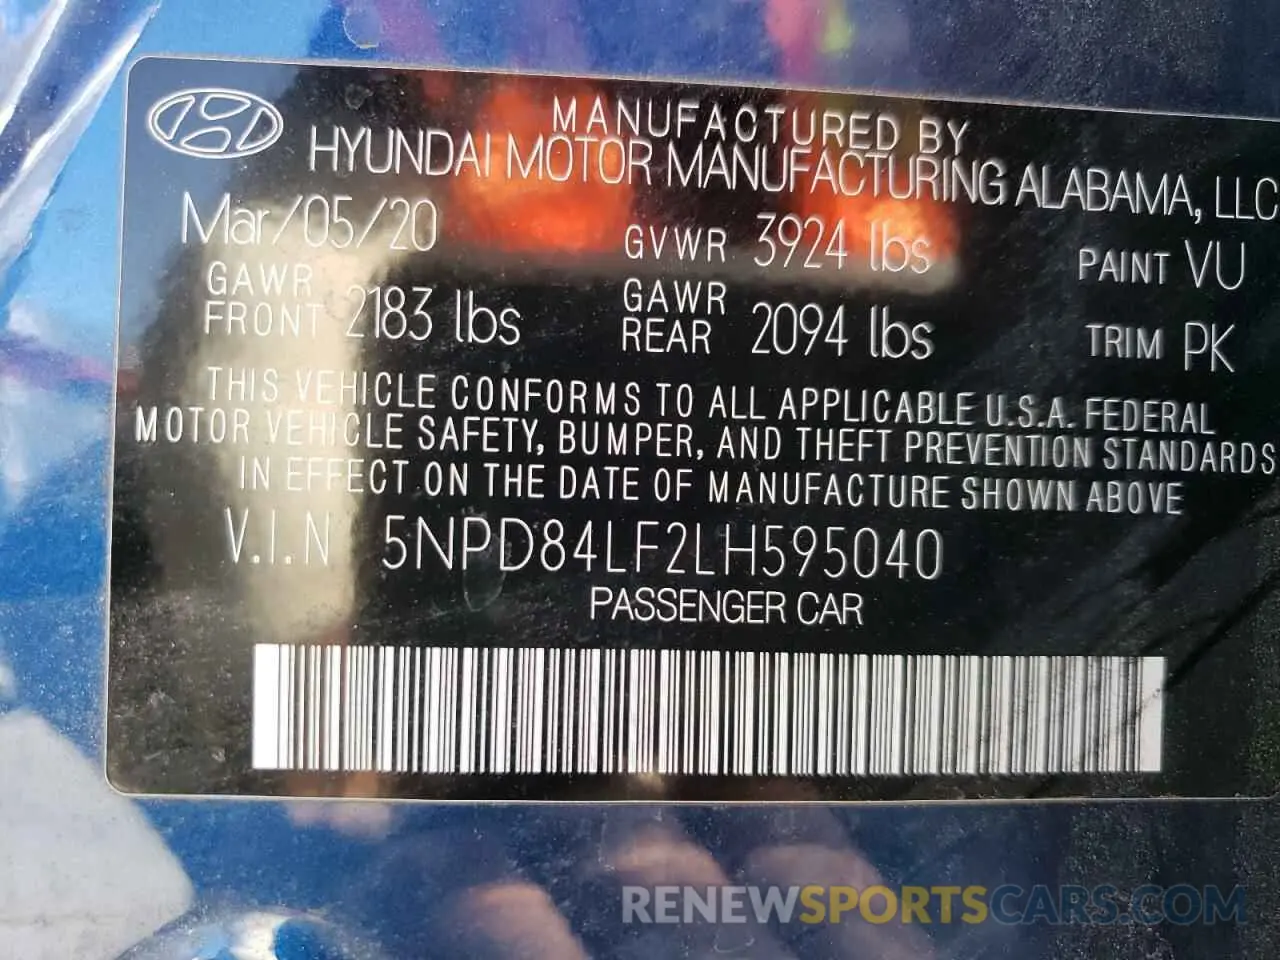 MANUFACTURED BY
HYUNDAI MOTOR MANUFACTURING ALABAMA, LLC
Mar/05/20 GVWR 3924 lbs PAINT VU
GAWR FRONT 2183 lbs GAWR REAR 2094 lbs TRIM PK
THIS VEHICLE CONFORMS TO ALL APPLICABLE U.S.A. FEDERAL
MOTOR VEHICLE SAFETY, BUMPER, AND THEFT PREVENTION STANDARDS
IN EFFECT ON THE DATE OF MANUFACTURE SHOWN ABOVE
V.I.N 5NPD84LF2LH595040
PASSENGER CAR
RENEWSPORTSCARS.COM